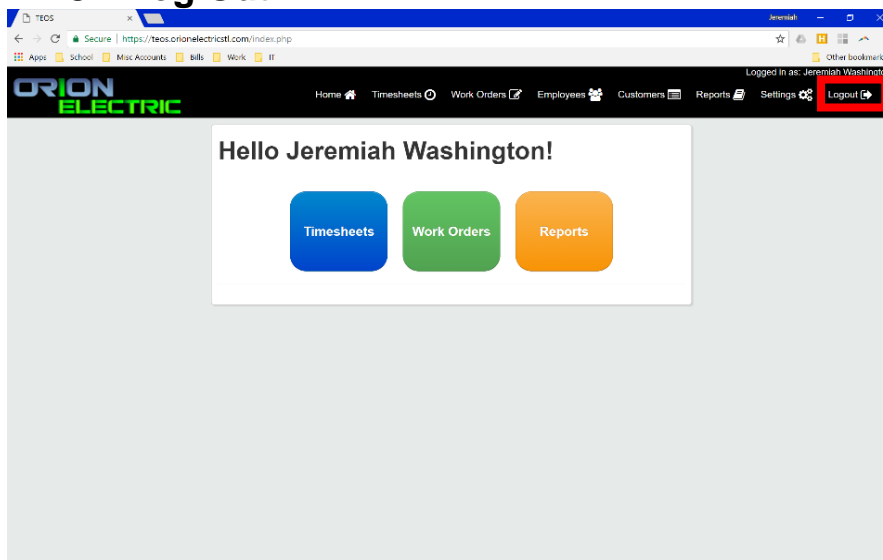 TEOS
Jeremiah
Secure | https://teos.orionelectricstl.com/index.php
Apps School Misc Accounts Bills Work IT Other bookmark
Logged in as: Jeremiah Washingto
ORION
ELECTRIC
Home Timesheets Work Orders Employees Customers Reports Settings Logout
Hello Jeremiah Washington!
Timesheets Work Orders Reports